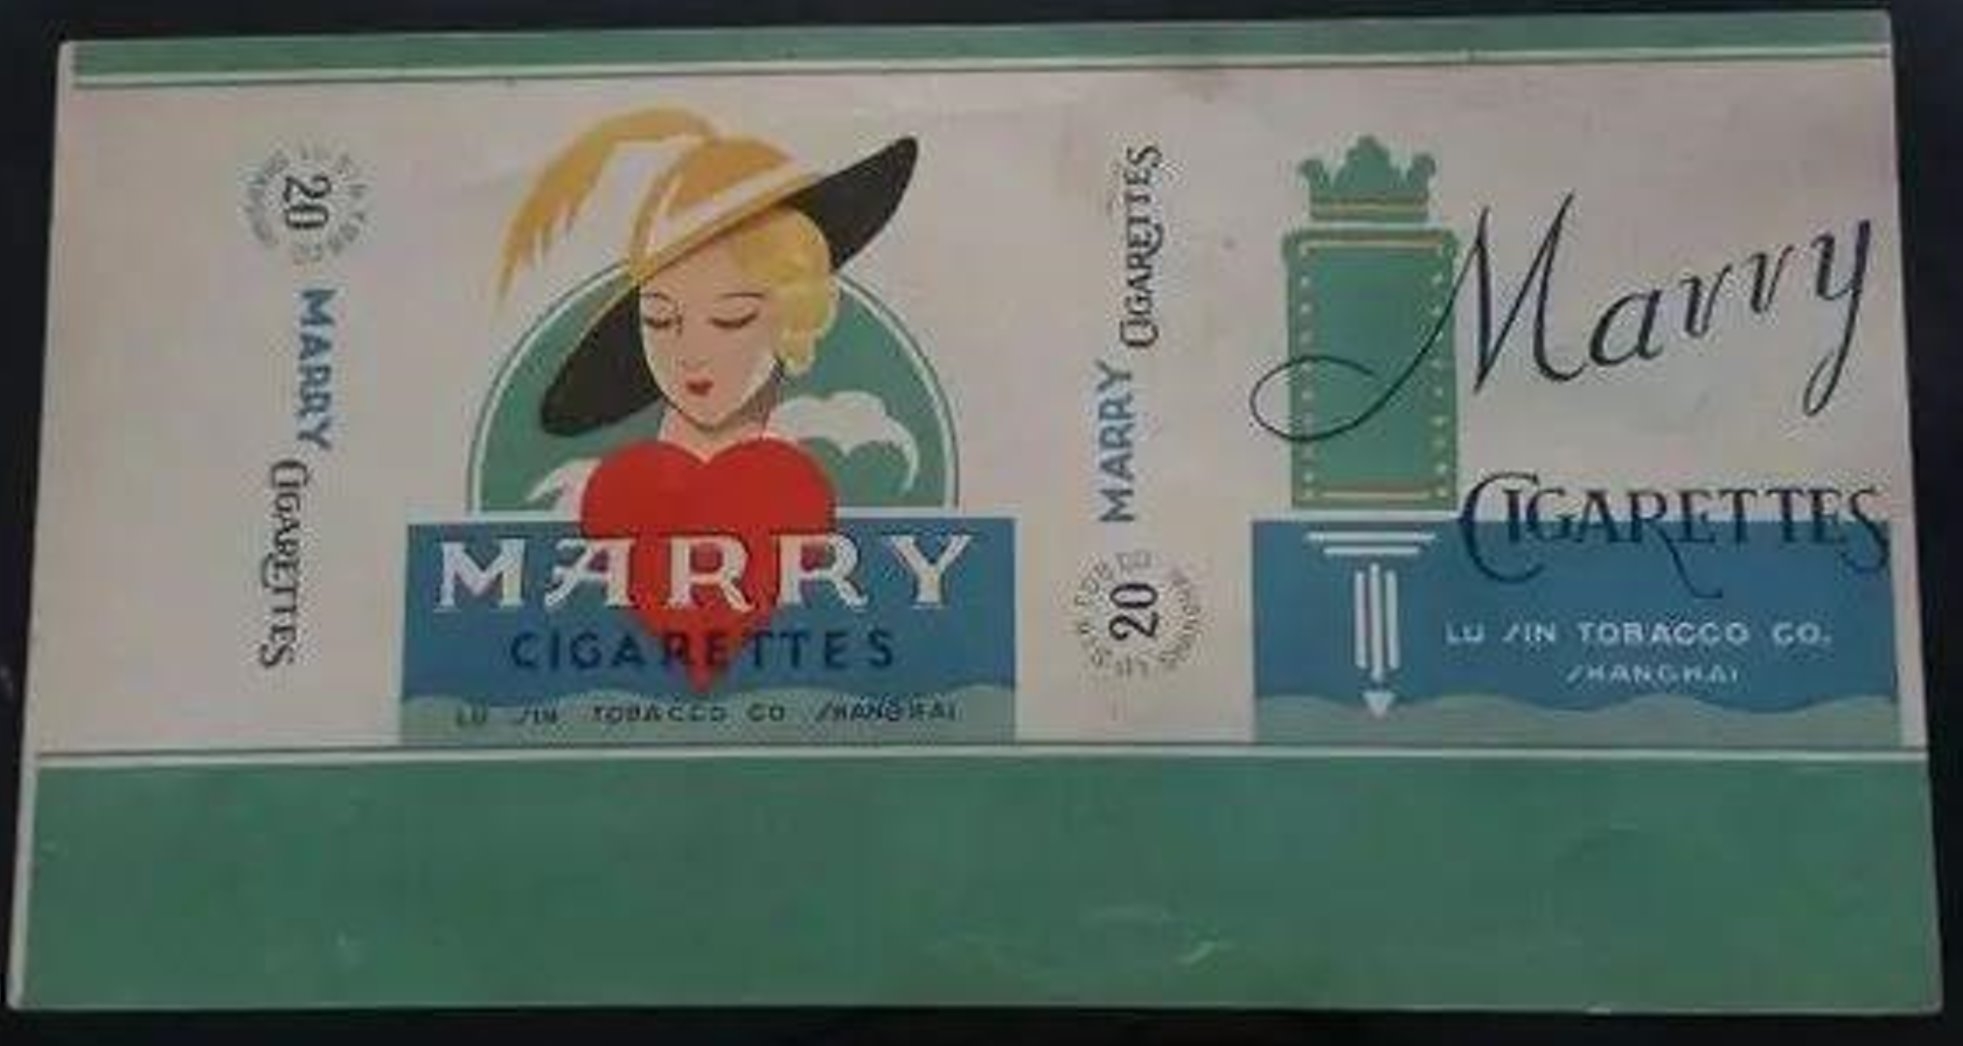 20
MARRY CIGARETTES
MARRY
CIGARETTES
LU SIN TOBACCO CO SHANGHAI
20
MARRY CIGARETTES
Marry
CIGARETTES
LU SIN TOBACCO CO.
SHANGHAI